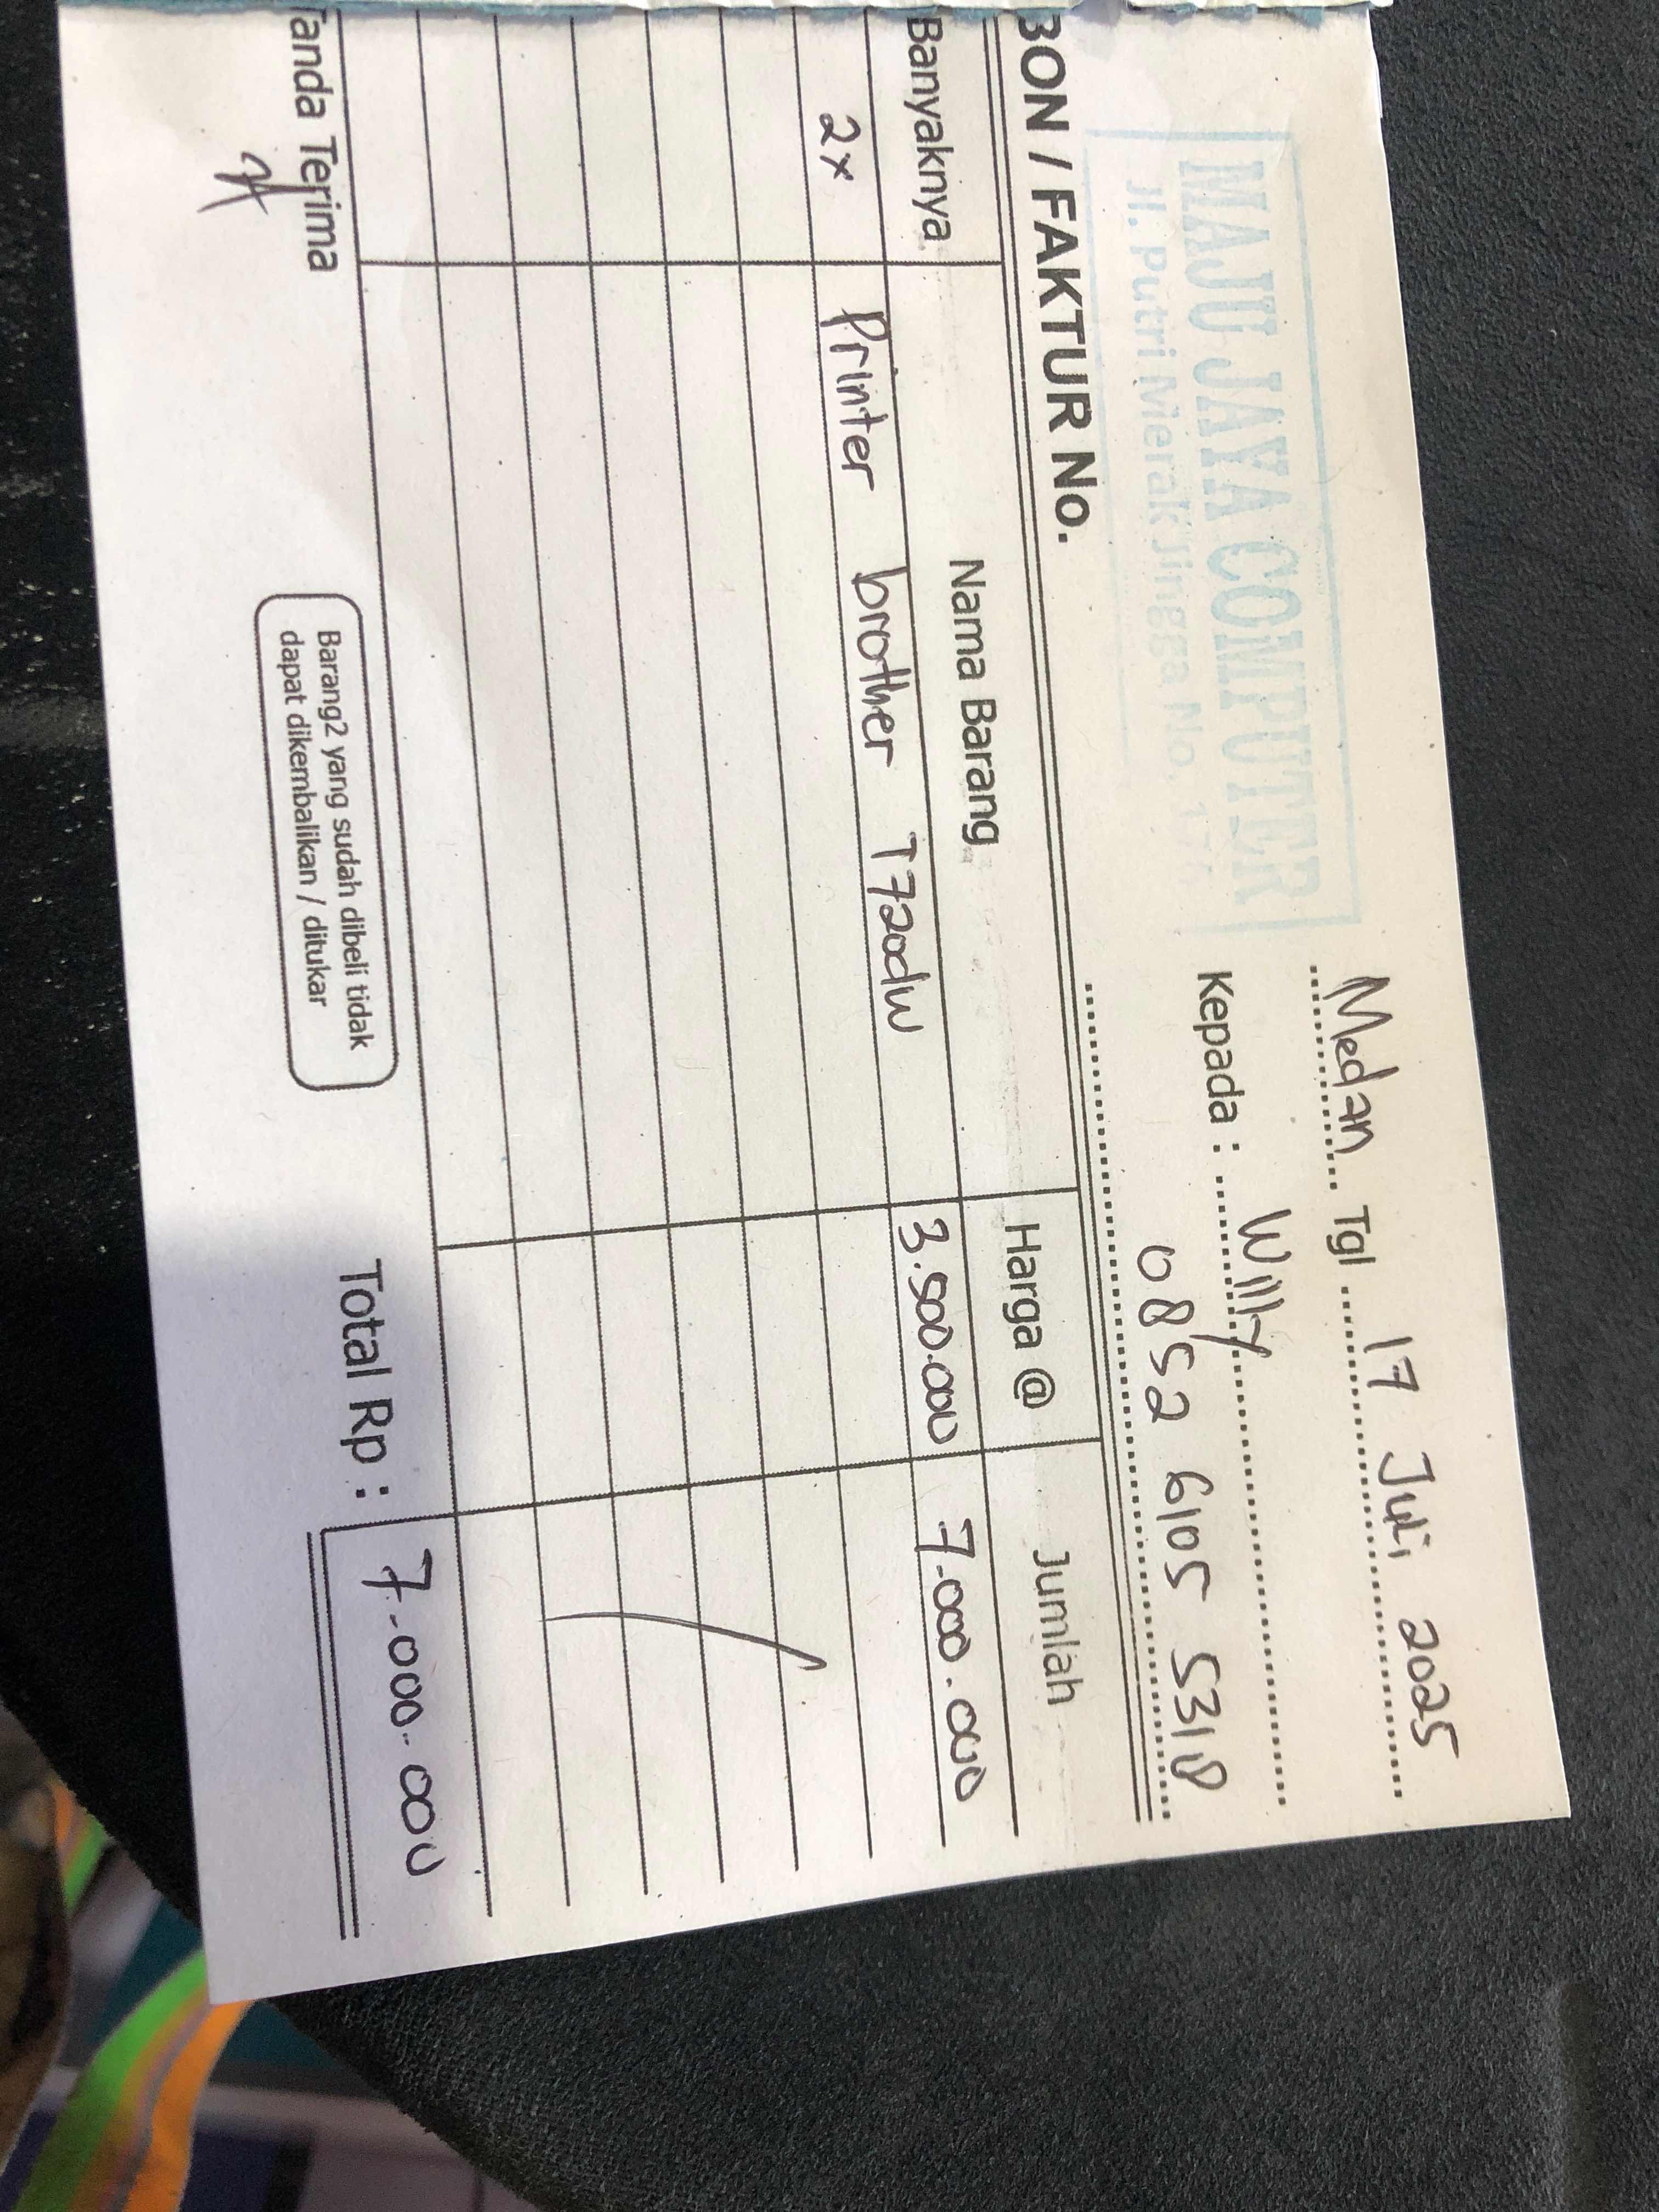 MAJU JAYA COMPUTER
Jl. Putri Merak Jingga No.
Medan Tgl 17 Juli 2025
Kepada : Willy
0852 6105 5318
BON / FAKTUR No.
Banyaknya Nama Barang Harga @ Jumlah
2x Printer brother T720dw 3.500.000 7.000.000
Tanda Terima
Barang2 yang sudah dibeli tidak
dapat dikembalikan / ditukar
Total Rp : 7.000.000